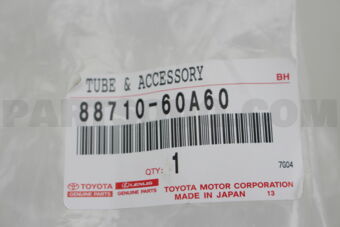 TUBE & ACCESSORY BH
88710-60A60
QTY: 1
7G04
TOYOTA LEXUS
GENUINE PARTS GENUINE PARTS
TOYOTA MOTOR CORPORATION
MADE IN JAPAN 13